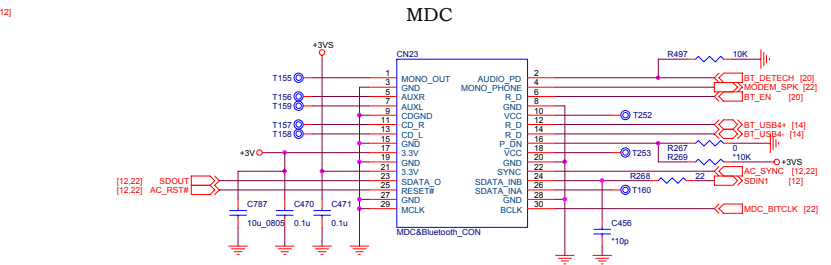 12]
MDC
+3VS
CN23
R497 10K
T155 1 MONO_OUT AUDIO_PD 2 BT_DETECH [20]
3 GND MONO_PHONE 4 MODEM_SPK [22]
T156 5 AUXR R_D 6 BT_EN [20]
T159 7 AUXL GND 8
9 CDGND VCC 10 T252
T157 11 CD_R R_D 12 BT_USB4+ [14]
T158 13 CD_L R_D 14 BT_USB4- [14]
15 GND P_DN 16 R267 0
+3V 17 3.3V VCC 18 T253 R269 *10K
19 GND GND 20 +3VS
21 3.3V SYNC 22 AC_SYNC [12,22]
[12,22] SDOUT 23 SDATA_O SDATA_INB 24 R268 22 SDIN1 [12]
[12,22] AC_RST# 25 RESET# SDATA_INA 26 T160
27 GND GND 28
29 MCLK BCLK 30 MDC_BITCLK [22]
C787 C470 C471
10u_0805 0.1u 0.1u
C456
*10p
MDC&Bluetooth_CON